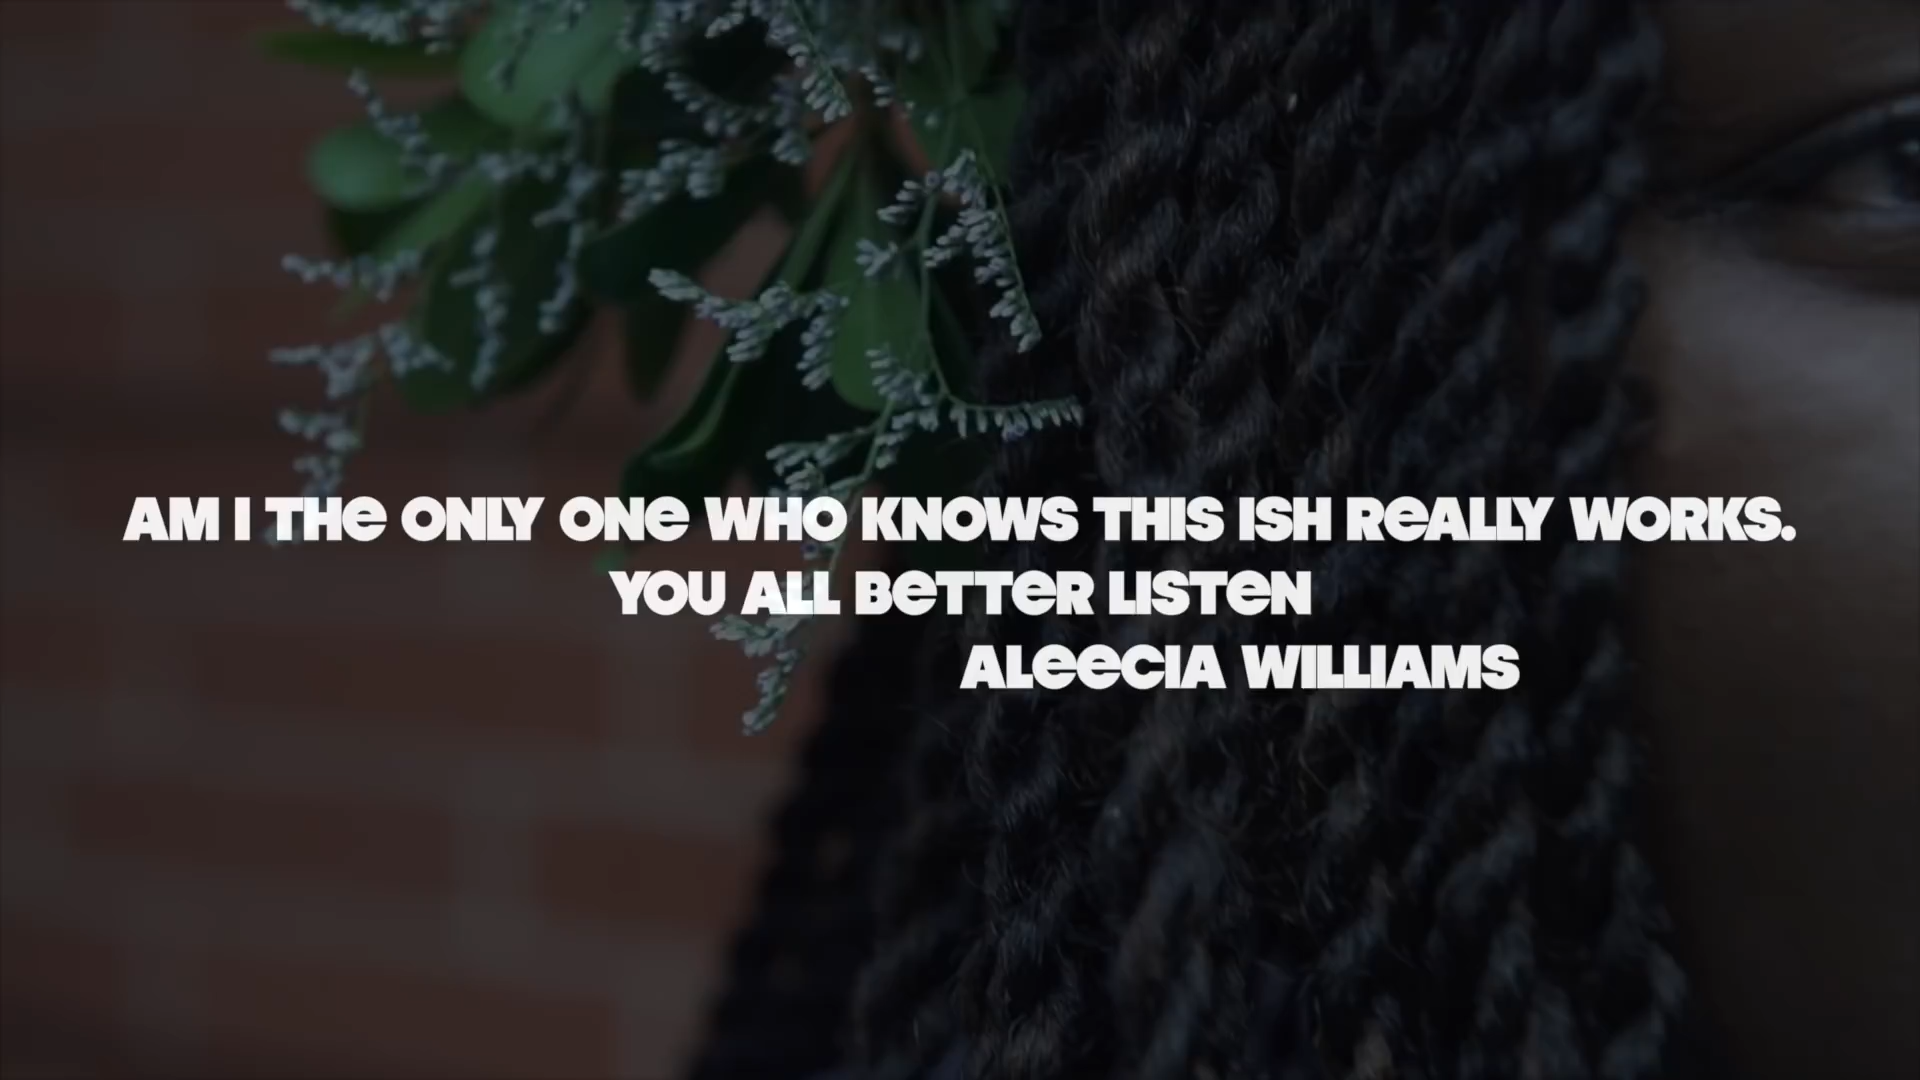 AM I THe ONLY ONe WHO KNOWS THIS ISH ReALLY WORKS.
YOU ALL BeTTeR LISTeN
ALeeCIA WILLIAMS